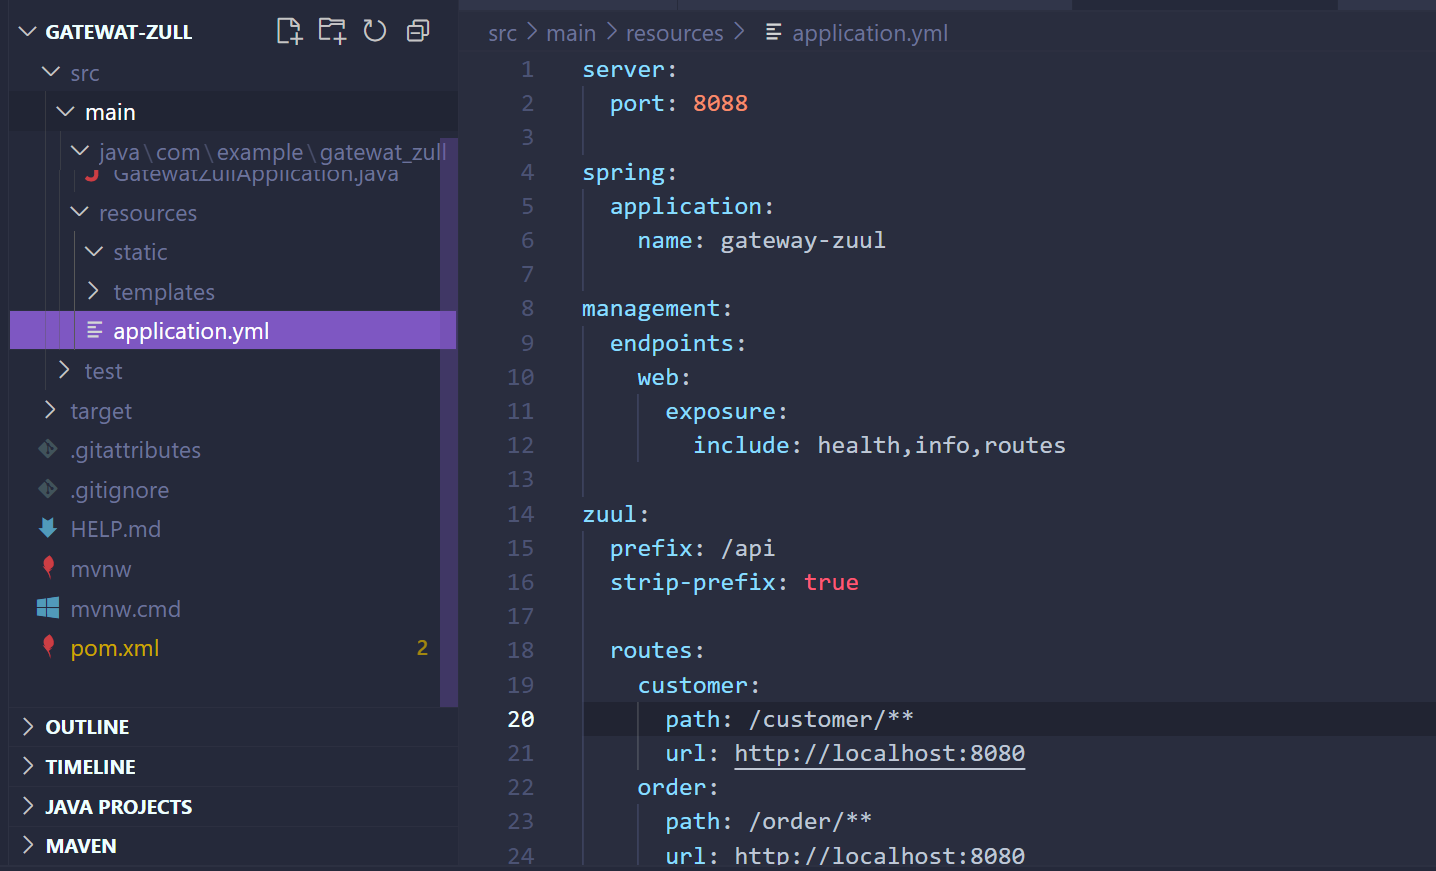 GATEWAT-ZULL
src
main
java\com\example\gatewat_zull
GatewatZullApplication.java
resources
static
templates
application.yml
test
target
.gitattributes
.gitignore
HELP.md
mvnw
mvnw.cmd
pom.xml 2
OUTLINE
TIMELINE
JAVA PROJECTS
MAVEN
src > main > resources > application.yml
1 server:
2 port: 8088
3
4 spring:
5 application:
6 name: gateway-zuul
7
8 management:
9 endpoints:
10 web:
11 exposure:
12 include: health,info,routes
13
14 zuul:
15 prefix: /api
16 strip-prefix: true
17
18 routes:
19 customer:
20 path: /customer/**
21 url: http://localhost:8080
22 order:
23 path: /order/**
24 url: http://localhost:8080